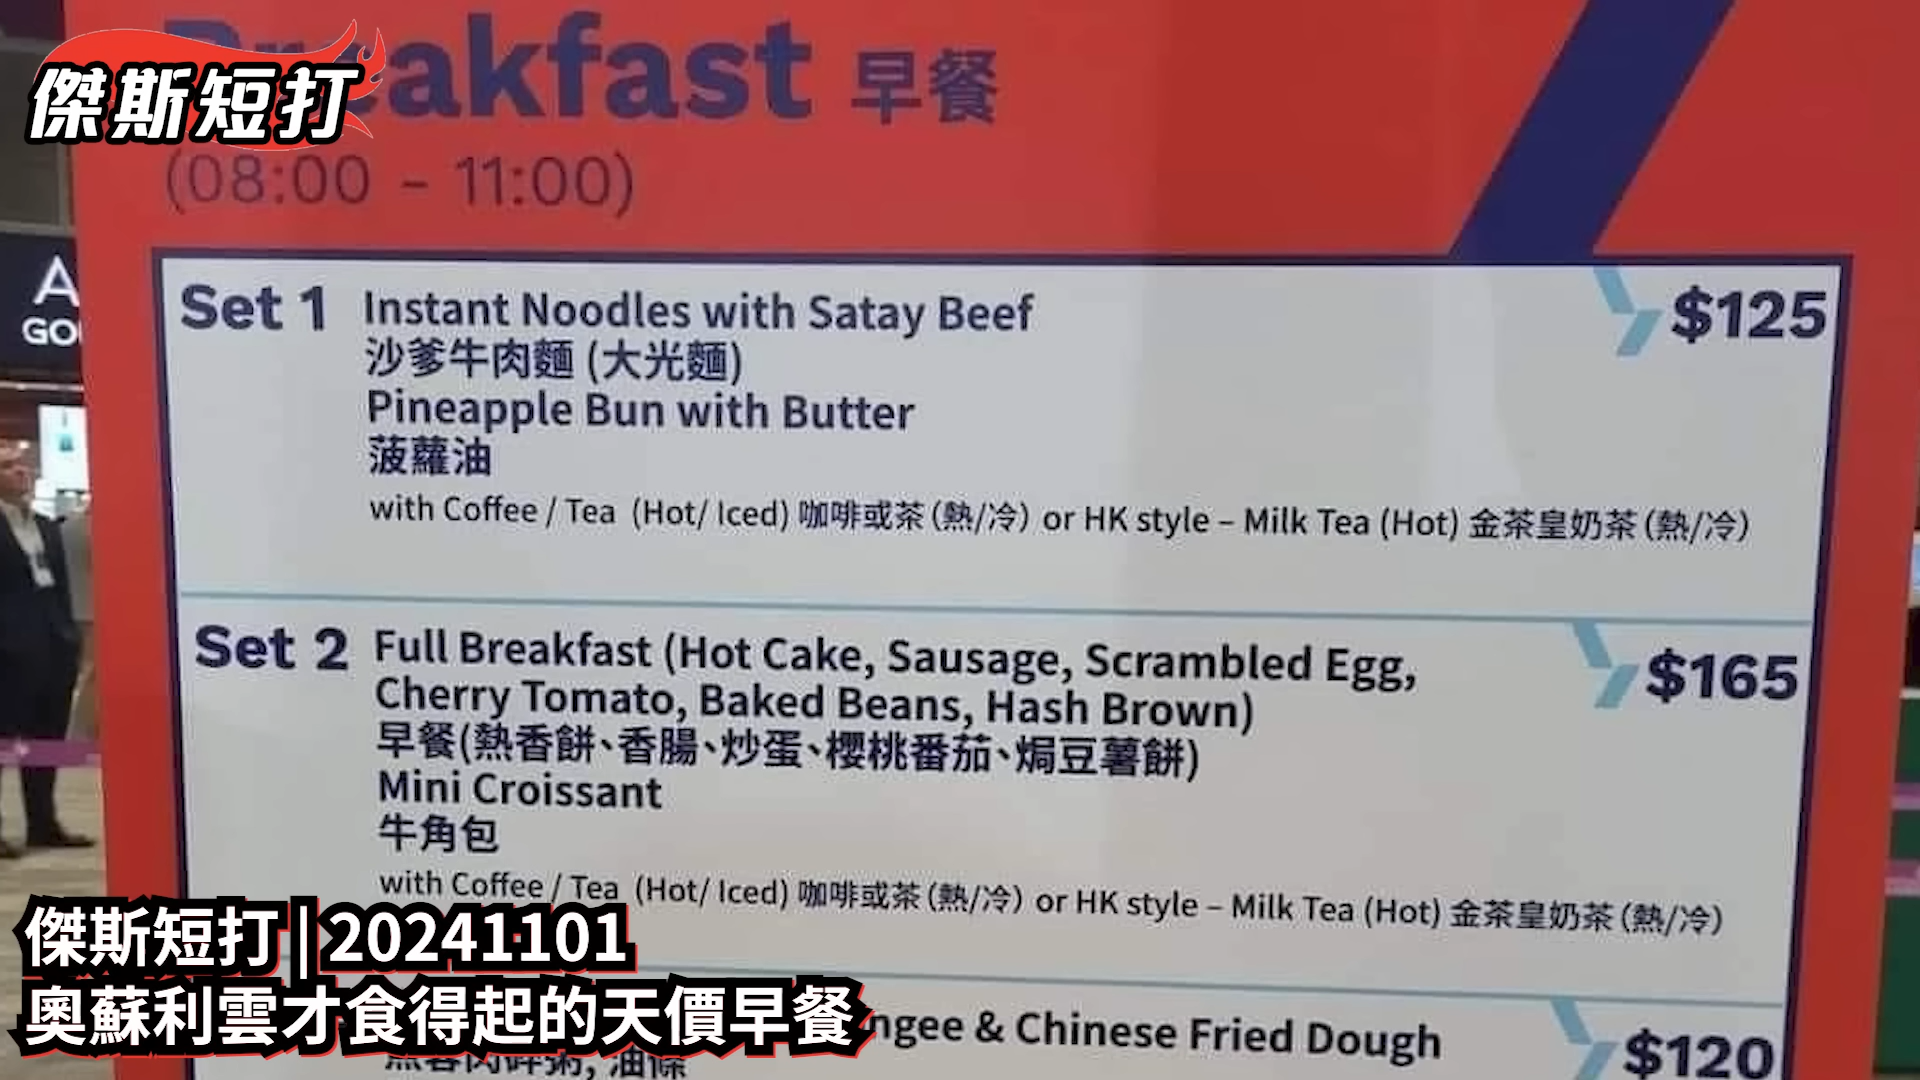 傑斯短打
Breakfast 早餐
(08:00 - 11:00)
A
GO
Set 1 Instant Noodles with Satay Beef $125
沙爹牛肉麵 (大光麵)
Pineapple Bun with Butter
菠蘿油
with Coffee / Tea (Hot/ Iced) 咖啡或茶 (熱/冷) or HK style – Milk Tea (Hot) 金茶皇奶茶 (熱/冷)
Set 2 Full Breakfast (Hot Cake, Sausage, Scrambled Egg, $165
Cherry Tomato, Baked Beans, Hash Brown)
早餐(熱香餅、香腸、炒蛋、櫻桃番茄、焗豆薯餅)
Mini Croissant
牛角包
with Coffee / Tea (Hot/ Iced) 咖啡或茶 (熱/冷) or HK style – Milk Tea (Hot) 金茶皇奶茶 (熱/冷)
ngee & Chinese Fried Dough $120
油條
傑斯短打 | 20241101
奧蘇利雲才食得起的天價早餐